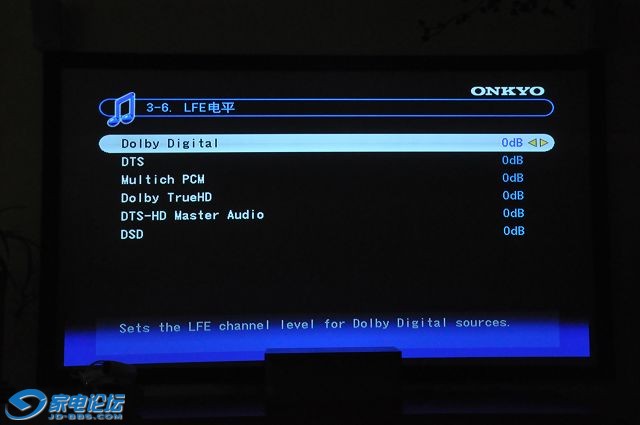 ONKYO
3-6. LFE电平
Dolby Digital 0dB
DTS 0dB
Multich PCM 0dB
Dolby TrueHD 0dB
DTS-HD Master Audio 0dB
DSD 0dB
Sets the LFE channel level for Dolby Digital sources.
家电论坛
JD-BBS.COM